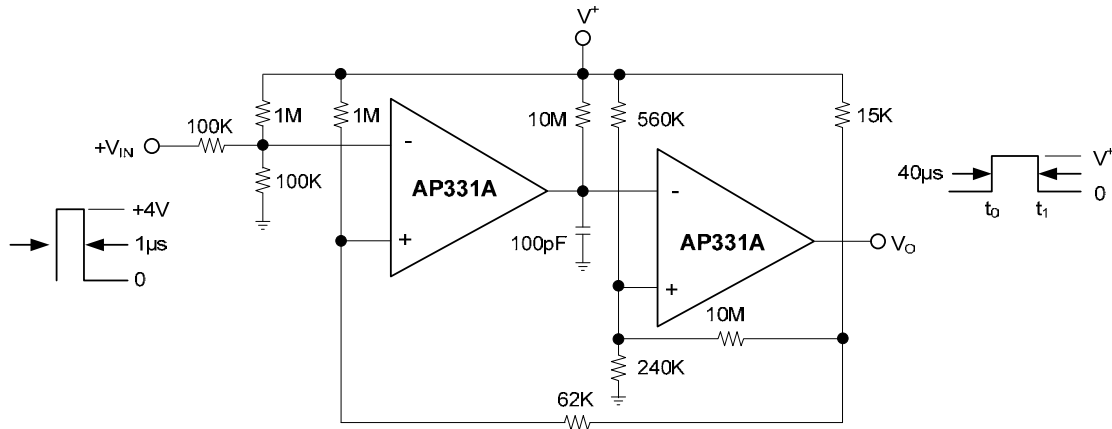 V+
1M
1M
10M
560K
15K
100K
+VIN
-
100K
AP331A
-
V+
40µs
0
t0
t1
+4V
1µs
0
+
100pF
AP331A
VO
+
10M
240K
62K